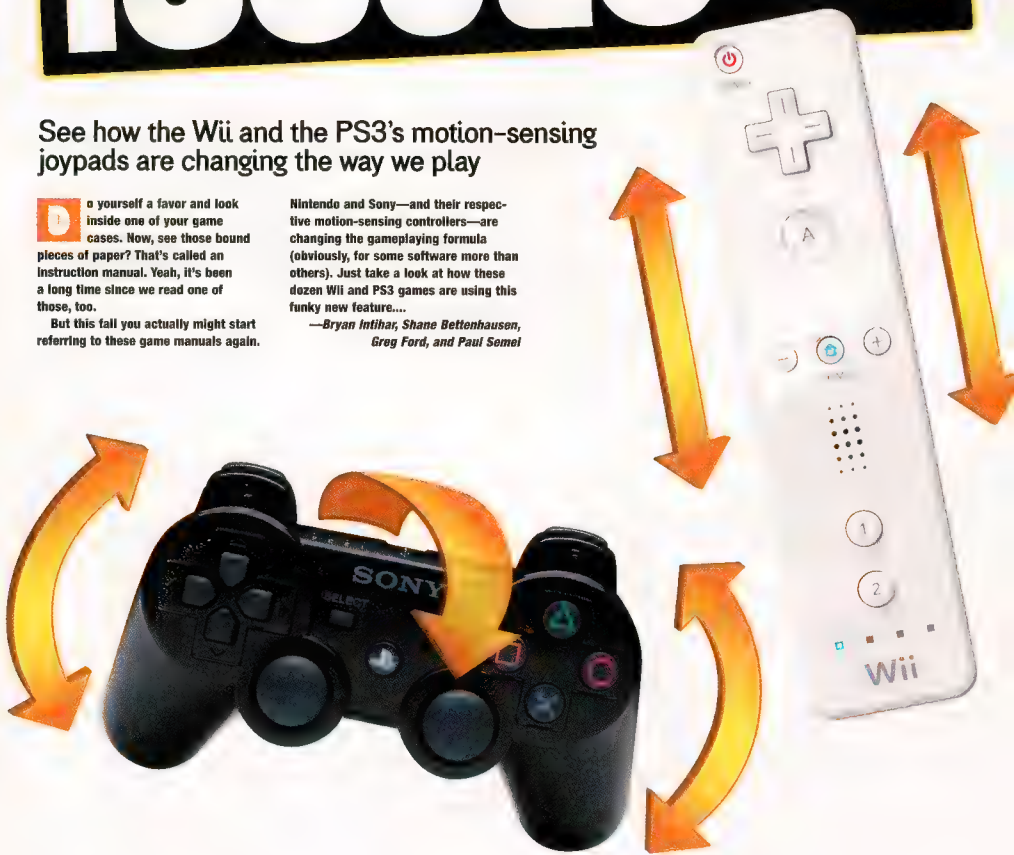 See how the Wii and the PS3's motion-sensing
joypads are changing the way we play
Do yourself a favor and look
inside one of your game
cases. Now, see those bound
pieces of paper? That's called an
instruction manual. Yeah, it's been
a long time since we read one of
those, too.
But this fall you actually might start
referring to these game manuals again.
Nintendo and Sony—and their respec-
tive motion-sensing controllers—are
changing the gameplaying formula
(obviously, for some software more than
others). Just take a look at how these
dozen Wii and PS3 games are using this
funky new feature....
—Bryan Intihar, Shane Bettenhausen,
Greg Ford, and Paul Semel
A
1
2
Wii
SONY
SELECT